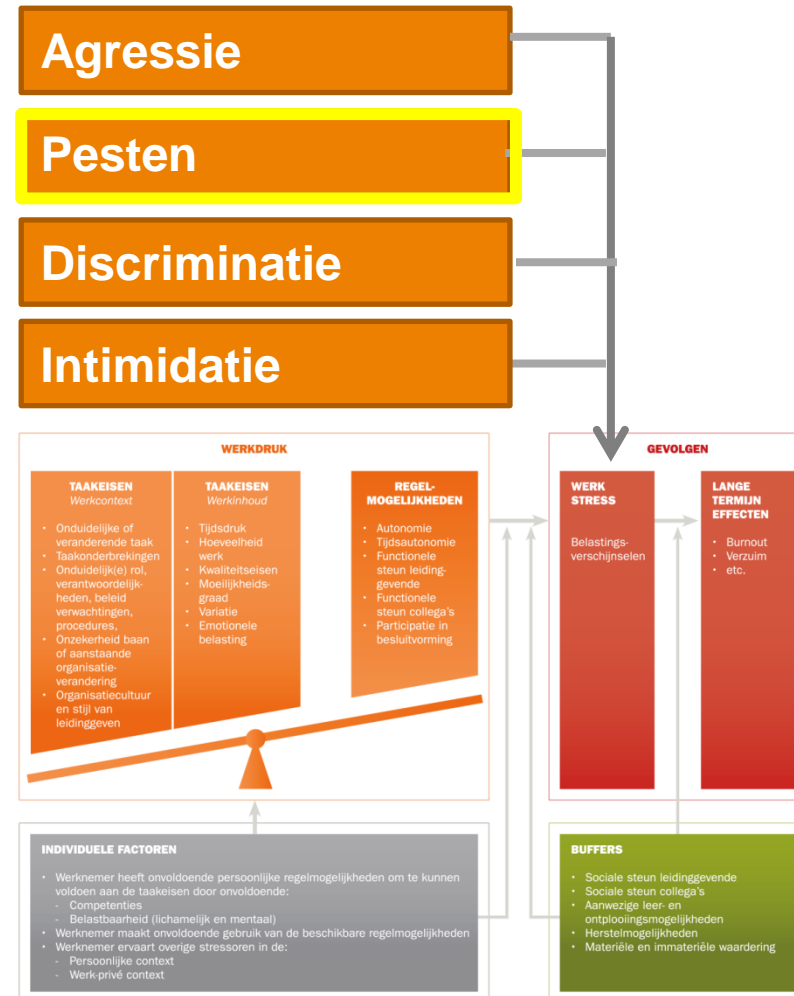 Agressie
Pesten
Discriminatie
Intimidatie
WERKDRUK
TAAKEISEN
Werkcontext
• Onduidelijke of
veranderende taak
• Taakonderbrekingen
• Onduidelijk(e) rol,
verantwoordelijk-
heden, beleid
verwachtingen,
procedures,
• Onzekerheid baan
of aanstaande
organisatie-
verandering
• Organisatiecultuur
en stijl van
leidinggeven
TAAKEISEN
Werkinhoud
• Tijdsdruk
• Hoeveelheid
werk
• Kwaliteitseisen
• Moeilijkheids-
graad
• Variatie
• Emotionele
belasting
REGEL-
MOGELIJKHEDEN
• Autonomie
• Tijdsautonomie
• Functionele
steun leiding-
gevende
• Functionele
steun collega's
• Participatie in
besluitvorming
GEVOLGEN
WERK
STRESS
Belastings-
verschijnselen
LANGE
TERMIJN
EFFECTEN
• Burnout
• Verzuim
• etc.
INDIVIDUELE FACTOREN
• Werknemer heeft onvoldoende persoonlijke regelmogelijkheden om te kunnen
voldoen aan de taakeisen door onvoldoende:
- Competenties
- Belastbaarheid (lichamelijk en mentaal)
• Werknemer maakt onvoldoende gebruik van de beschikbare regelmogelijkheden
• Werknemer ervaart overige stressoren in de:
- Persoonlijke context
- Werk-privé context
BUFFERS
• Sociale steun leidinggevende
• Sociale steun collega's
• Aanwezige leer- en
ontplooiingsmogelijkheden
• Herstelmogelijkheden
• Materiële en immateriële waardering